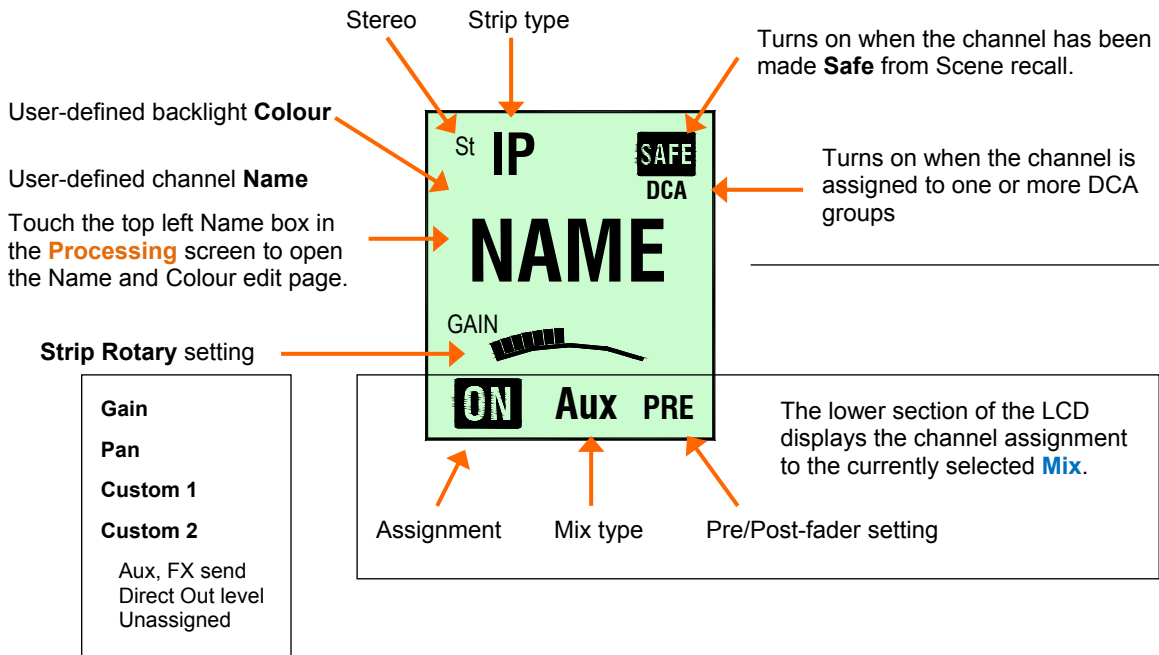 Stereo
Strip type
Turns on when the channel has been
made Safe from Scene recall.
User-defined backlight Colour
User-defined channel Name
Touch the top left Name box in
the Processing screen to open
the Name and Colour edit page.
St IP
SAFE
DCA
NAME
GAIN
ON Aux PRE
Turns on when the channel is
assigned to one or more DCA
groups
Strip Rotary setting
Gain
Pan
Custom 1
Custom 2
Aux, FX send
Direct Out level
Unassigned
The lower section of the LCD
displays the channel assignment
to the currently selected Mix.
Assignment
Mix type
Pre/Post-fader setting